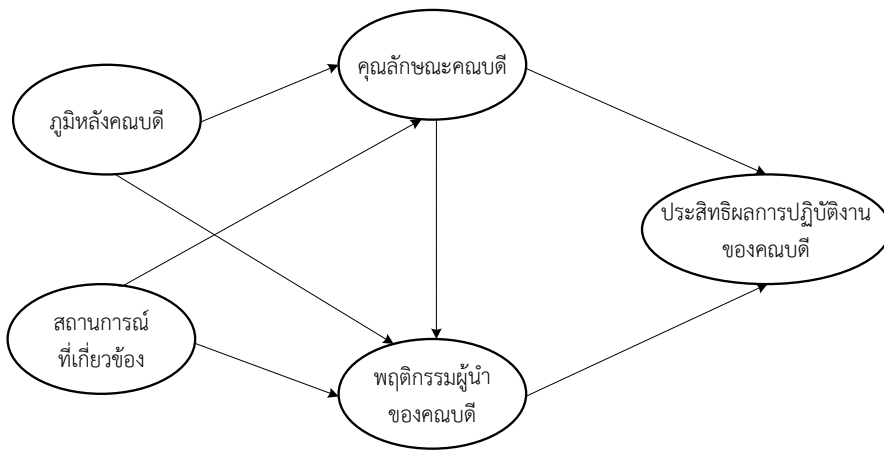 คุณลักษณะคณบดี
ภูมิหลังคณบดี
ประสิทธิผลการปฏิบัติงาน
ของคณบดี
สถานการณ์
ที่เกี่ยวข้อง
พฤติกรรมผู้นำ
ของคณบดี